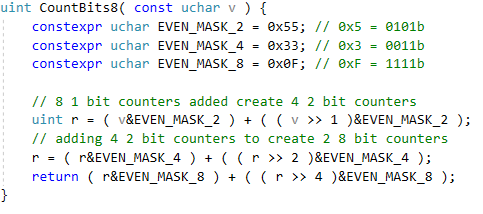 uint CountBits8( const uchar v ) {
constexpr uchar EVEN_MASK_2 = 0x55; // 0x5 = 0101b
constexpr uchar EVEN_MASK_4 = 0x33; // 0x3 = 0011b
constexpr uchar EVEN_MASK_8 = 0x0F; // 0xF = 1111b
// 8 1 bit counters added create 4 2 bit counters
uint r = ( v&EVEN_MASK_2 ) + ( ( v >> 1 )&EVEN_MASK_2 );
// adding 4 2 bit counters to create 2 8 bit counters
r = ( r&EVEN_MASK_4 ) + ( ( r >> 2 )&EVEN_MASK_4 );
return ( r&EVEN_MASK_8 ) + ( ( r >> 4 )&EVEN_MASK_8 );
}